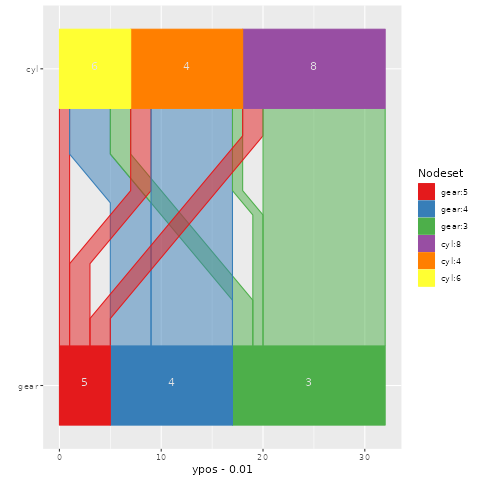 cyl
6 4 8
Nodeset
gear:5
gear:4
gear:3
cyl:8
cyl:4
cyl:6
gear
5 4 3
0 10 20 30
ypos - 0.01